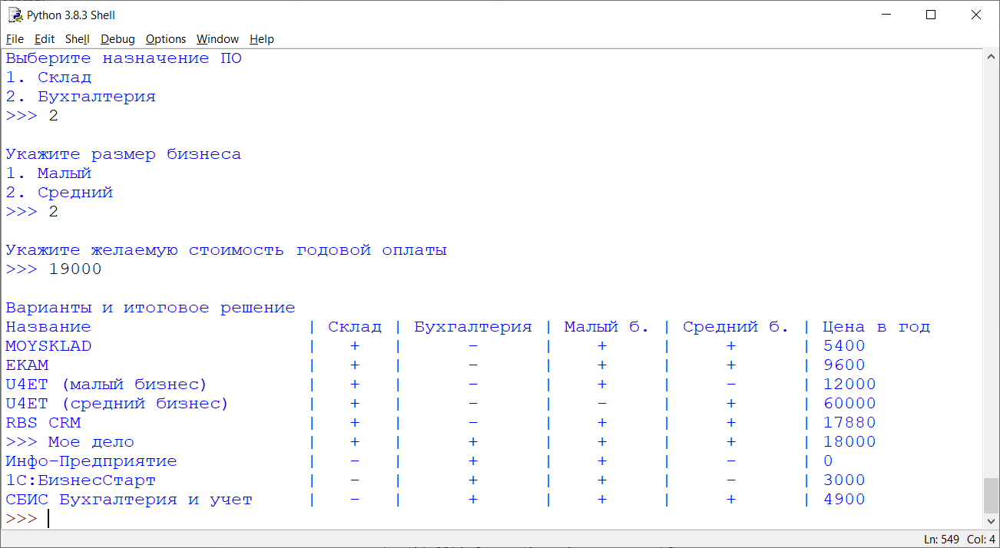 Python 3.8.3 Shell
File Edit Shell Debug Options Window Help
Выберите назначение ПО
1. Склад
2. Бухгалтерия
>>> 2
Укажите размер бизнеса
1. Малый
2. Средний
>>> 2
Укажите желаемую стоимость годовой оплаты
>>> 19000
Варианты и итоговое решение
Название | Склад | Бухгалтерия | Малый б. | Средний б. | Цена в год
MOYSKLAD | + | - | + | + | 5400
EKAM | + | - | + | + | 9600
U4ET (малый бизнес) | + | - | + | - | 12000
U4ET (средний бизнес) | + | - | - | + | 60000
RBS CRM | + | - | + | + | 17880
>>> Мое дело | + | + | + | + | 18000
Инфо-Предприятие | - | + | + | - | 0
1С:БизнесСтарт | - | + | + | - | 3000
СБИС Бухгалтерия и учет | - | + | + | + | 4900
>>>
Ln: 549 Col: 4